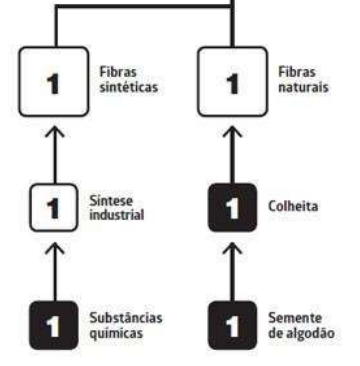 1
Fibras
sintéticas
1
Fibras
naturais
1
Síntese
industrial
1
Colheita
1
Substâncias
químicas
1
Semente
de algodão